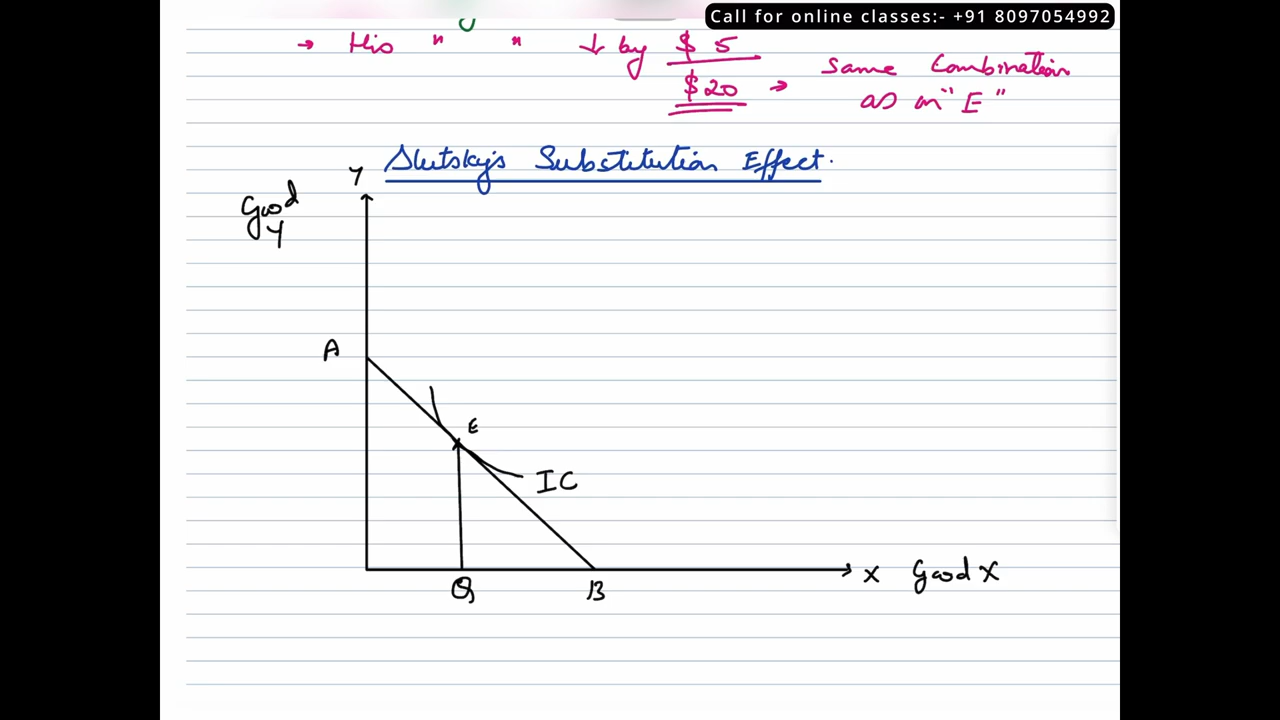 Call for online classes:- +91 8097054992
→ His " " ↓ by $ 5
$20 → Same Combination
as on "E"
Slutsky's Substitution Effect.
Y
Good
Y
A
E
IC
Q B
X Good X